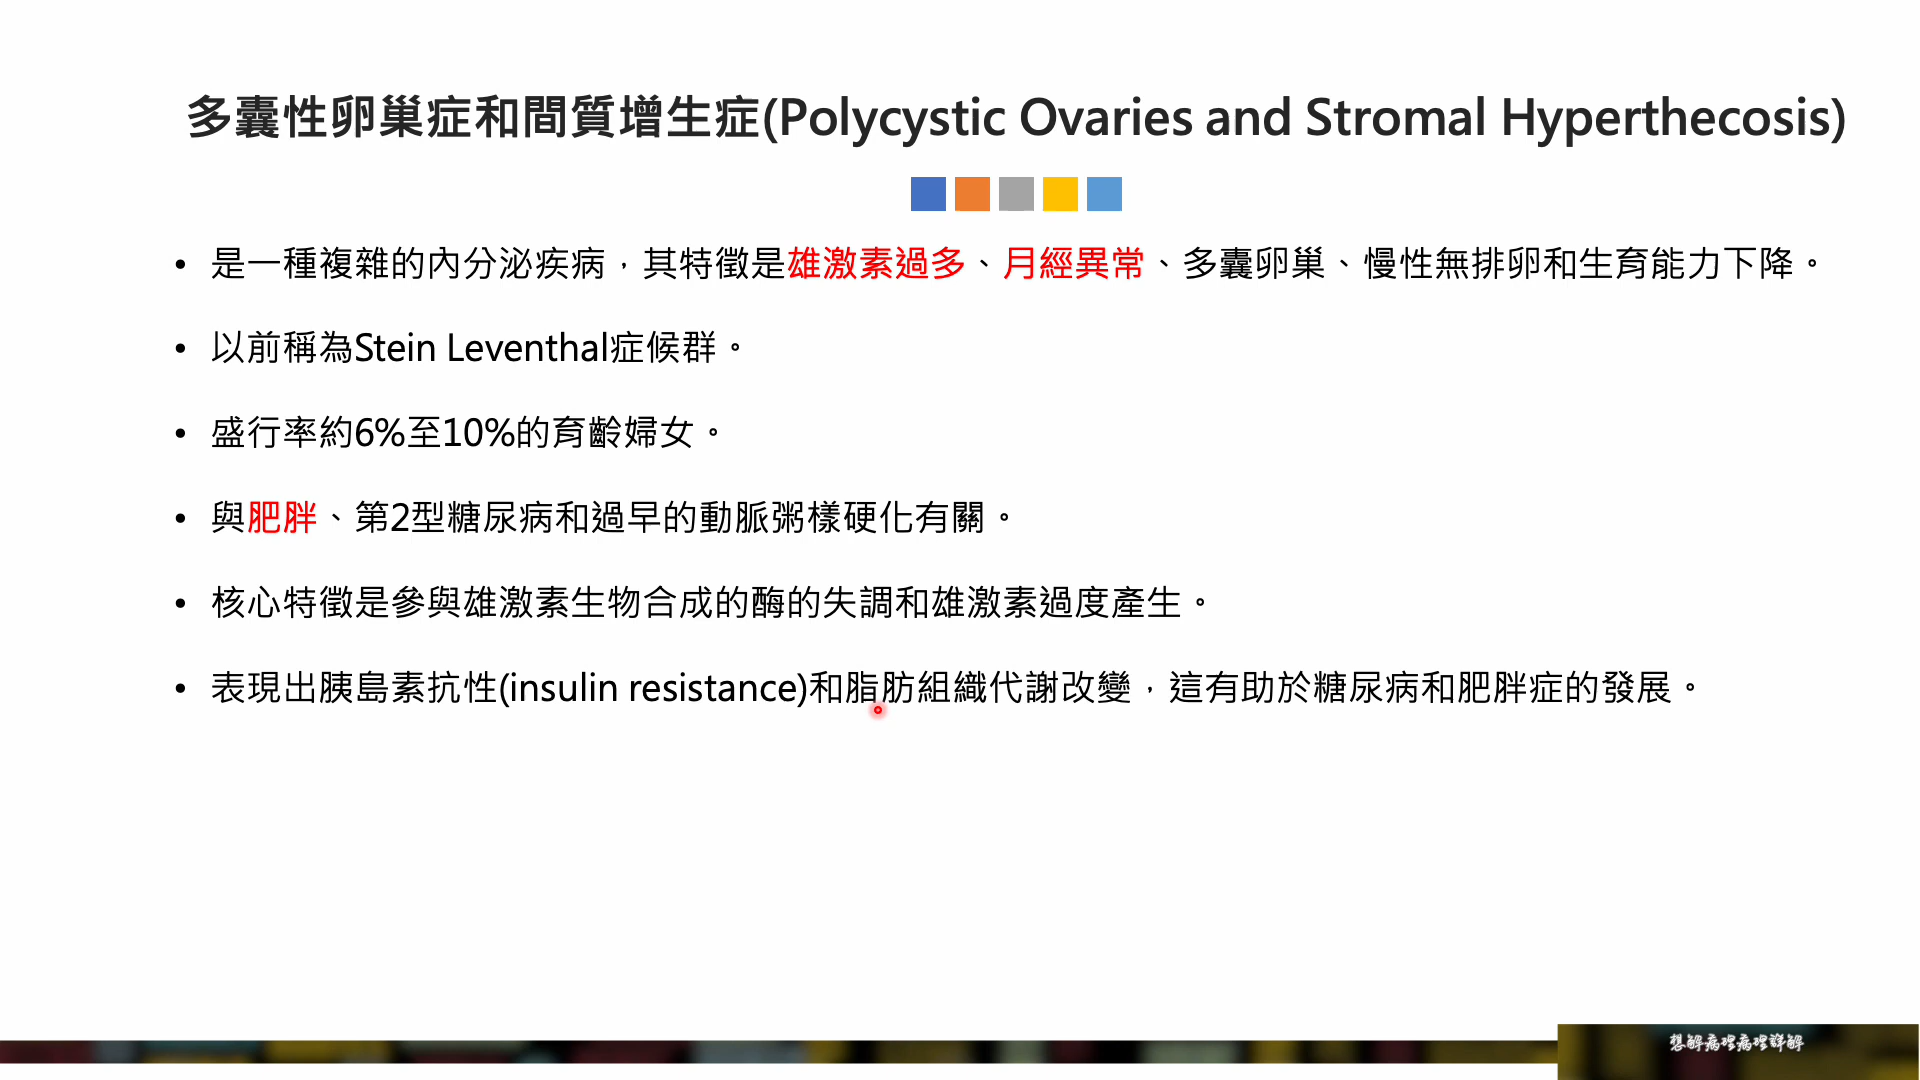 多囊性卵巢症和間質增生症(Polycystic Ovaries and Stromal Hyperthecosis)
• 是一種複雜的內分泌疾病，其特徵是雄激素過多、月經異常、多囊卵巢、慢性無排卵和生育能力下降。
• 以前稱為Stein Leventhal症候群。
• 盛行率約6%至10%的育齡婦女。
• 與肥胖、第2型糖尿病和過早的動脈粥樣硬化有關。
• 核心特徵是參與雄激素生物合成的酶的失調和雄激素過度產生。
• 表現出胰島素抗性(insulin resistance)和脂肪組織代謝改變，這有助於糖尿病和肥胖症的發展。
想解病理病理詳解